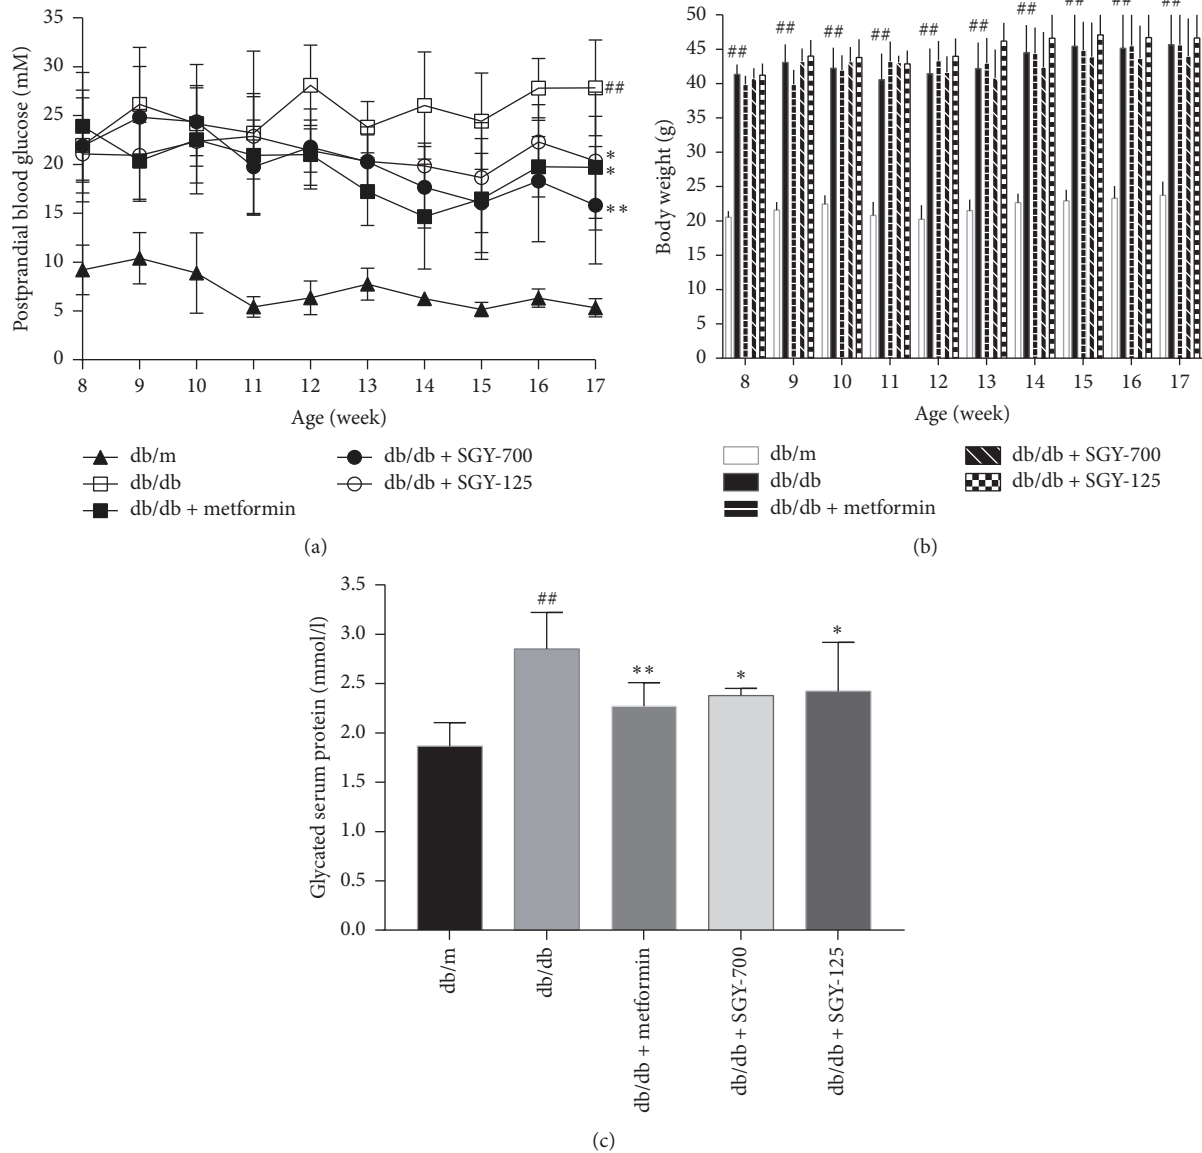 Postprandial blood glucose (mM)
35
30
25
20
15
10
5
0
##
*
*
**
8 9 10 11 12 13 14 15 16 17
Age (week)
db/m
db/db
db/db + metformin
db/db + SGY-700
db/db + SGY-125
(a)
Body weight (g)
50
45
40
35
30
25
20
15
10
5
0
## ## ## ## ## ## ## ## ## ##
8 9 10 11 12 13 14 15 16 17
Age (week)
db/m
db/db
db/db + metformin
db/db + SGY-700
db/db + SGY-125
(b)
Glycated serum protein (mmol/l)
3.5
3.0
2.5
2.0
1.5
1.0
0.5
0.0
##
**
*
*
db/m
db/db
db/db + metformin
db/db + SGY-700
db/db + SGY-125
(c)